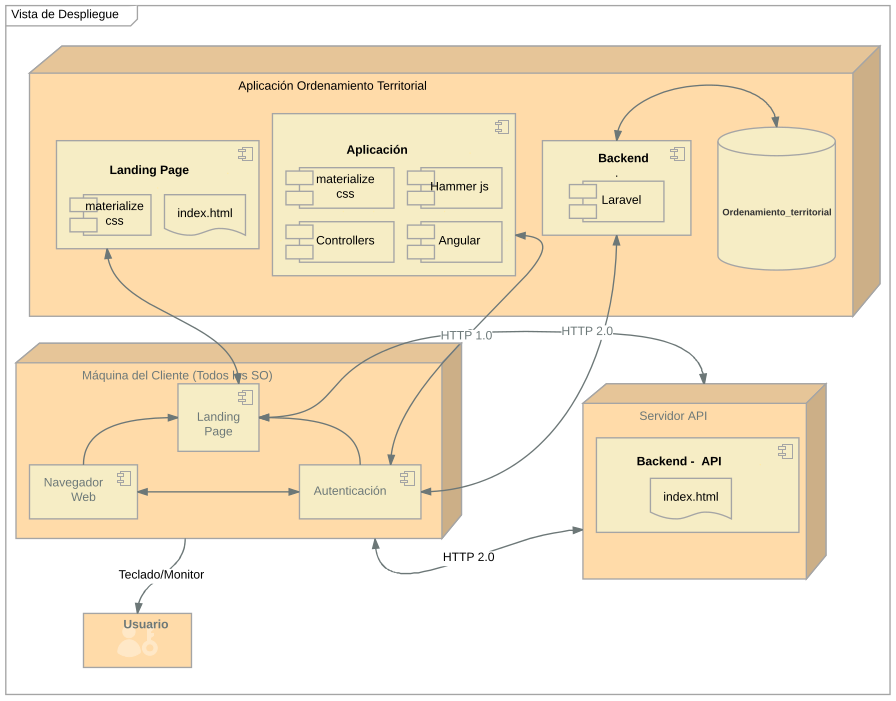 Vista de Despliegue
Aplicación Ordenamiento Territorial
Landing Page
materialize
css
index.html
Aplicación
materialize
css
Hammer js
Controllers
Angular
Backend
.
Laravel
Ordenamiento_territorial
HTTP 1.0
HTTP 2.0
Máquina del Cliente (Todos los SO)
Landing
Page
Navegador
Web
Autenticación
Servidor API
Backend - API
index.html
HTTP 2.0
Teclado/Monitor
Usuario